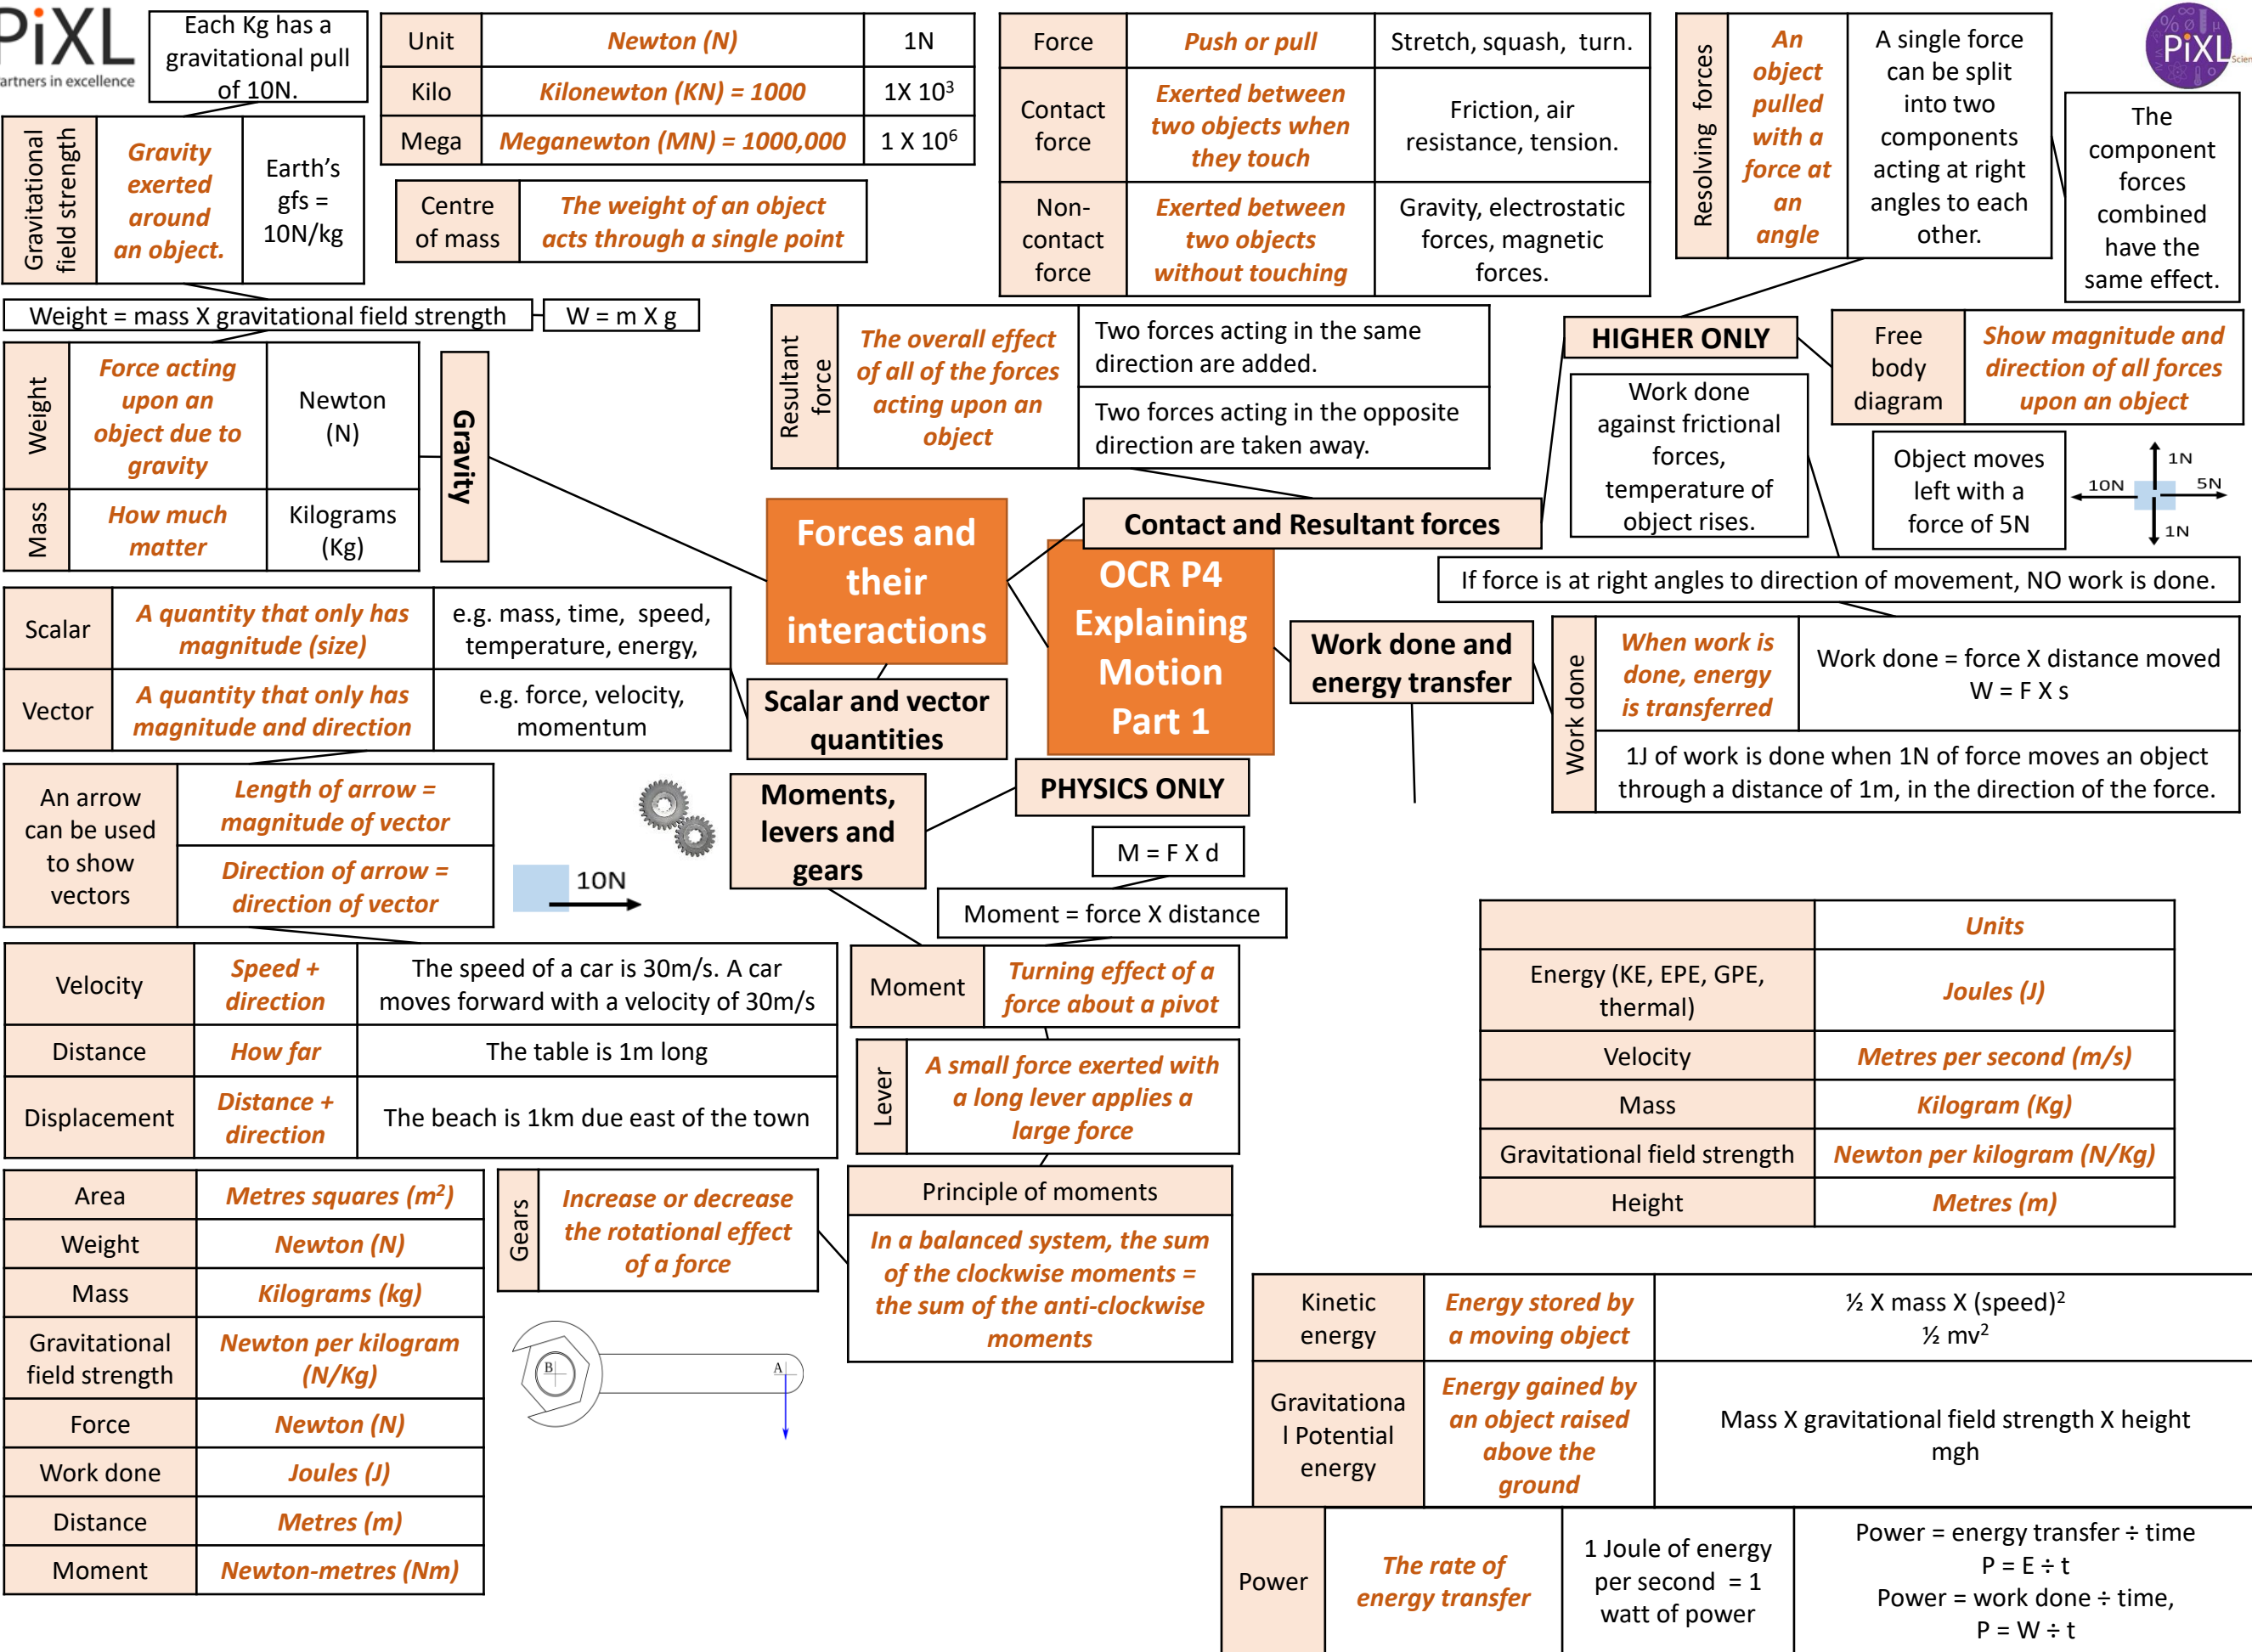 PiXL
artners in excellence
Each Kg has a
gravitational pull
of 10N.
Gravitational
field strength
Gravity
exerted
around
an object.
Earth's
gfs =
10N/kg
Unit
Newton (N)
1N
Kilo
Kilonewton (KN) = 1000
1X 10³
Mega
Meganewton (MN) = 1000,000
1 X 10⁶
Centre
of mass
The weight of an object
acts through a single point
Force
Push or pull
Stretch, squash, turn.
Contact
force
Exerted between
two objects when
they touch
Friction, air
resistance, tension.
Non-
contact
force
Exerted between
two objects
without touching
Gravity, electrostatic
forces, magnetic
forces.
Resolving forces
An
object
pulled
with a
force at
an
angle
A single force
can be split
into two
components
acting at right
angles to each
other.
PiXL
Scien
The
component
forces
combined
have the
same effect.
Weight = mass X gravitational field strength
W = m X g
Weight
Force acting
upon an
object due to
gravity
Newton
(N)
Mass
How much
matter
Kilograms
(Kg)
Gravity
Resultant
force
The overall effect
of all of the forces
acting upon an
object
Two forces acting in the same
direction are added.
Two forces acting in the opposite
direction are taken away.
HIGHER ONLY
Free
body
diagram
Show magnitude and
direction of all forces
upon an object
Work done
against frictional
forces,
temperature of
object rises.
Object moves
left with a
force of 5N
1N
10N
5N
1N
Forces and
their
interactions
Contact and Resultant forces
OCR P4
Explaining
Motion
Part 1
If force is at right angles to direction of movement, NO work is done.
Scalar
A quantity that only has
magnitude (size)
e.g. mass, time, speed,
temperature, energy,
Vector
A quantity that only has
magnitude and direction
e.g. force, velocity,
momentum
Scalar and vector
quantities
Work done and
energy transfer
Work done
When work is
done, energy
is transferred
Work done = force X distance moved
W = F X s
1J of work is done when 1N of force moves an object
through a distance of 1m, in the direction of the force.
An arrow
can be used
to show
vectors
Length of arrow =
magnitude of vector
Direction of arrow =
direction of vector
10N
Moments,
levers and
gears
PHYSICS ONLY
M = F X d
Moment = force X distance
Velocity
Speed +
direction
The speed of a car is 30m/s. A car
moves forward with a velocity of 30m/s
Distance
How far
The table is 1m long
Displacement
Distance +
direction
The beach is 1km due east of the town
Moment
Turning effect of a
force about a pivot
Lever
A small force exerted with
a long lever applies a
large force
Units
Energy (KE, EPE, GPE,
thermal)
Joules (J)
Velocity
Metres per second (m/s)
Mass
Kilogram (Kg)
Gravitational field strength
Newton per kilogram (N/Kg)
Height
Metres (m)
Area
Metres squares (m²)
Weight
Newton (N)
Mass
Kilograms (kg)
Gravitational
field strength
Newton per kilogram
(N/Kg)
Force
Newton (N)
Work done
Joules (J)
Distance
Metres (m)
Moment
Newton-metres (Nm)
Gears
Increase or decrease
the rotational effect
of a force
Principle of moments
In a balanced system, the sum
of the clockwise moments =
the sum of the anti-clockwise
moments
B
A
Kinetic
energy
Energy stored by
a moving object
½ X mass X (speed)²
½ mv²
Gravitationa
l Potential
energy
Energy gained by
an object raised
above the
ground
Mass X gravitational field strength X height
mgh
Power
The rate of
energy transfer
1 Joule of energy
per second = 1
watt of power
Power = energy transfer ÷ time
P = E ÷ t
Power = work done ÷ time,
P = W ÷ t